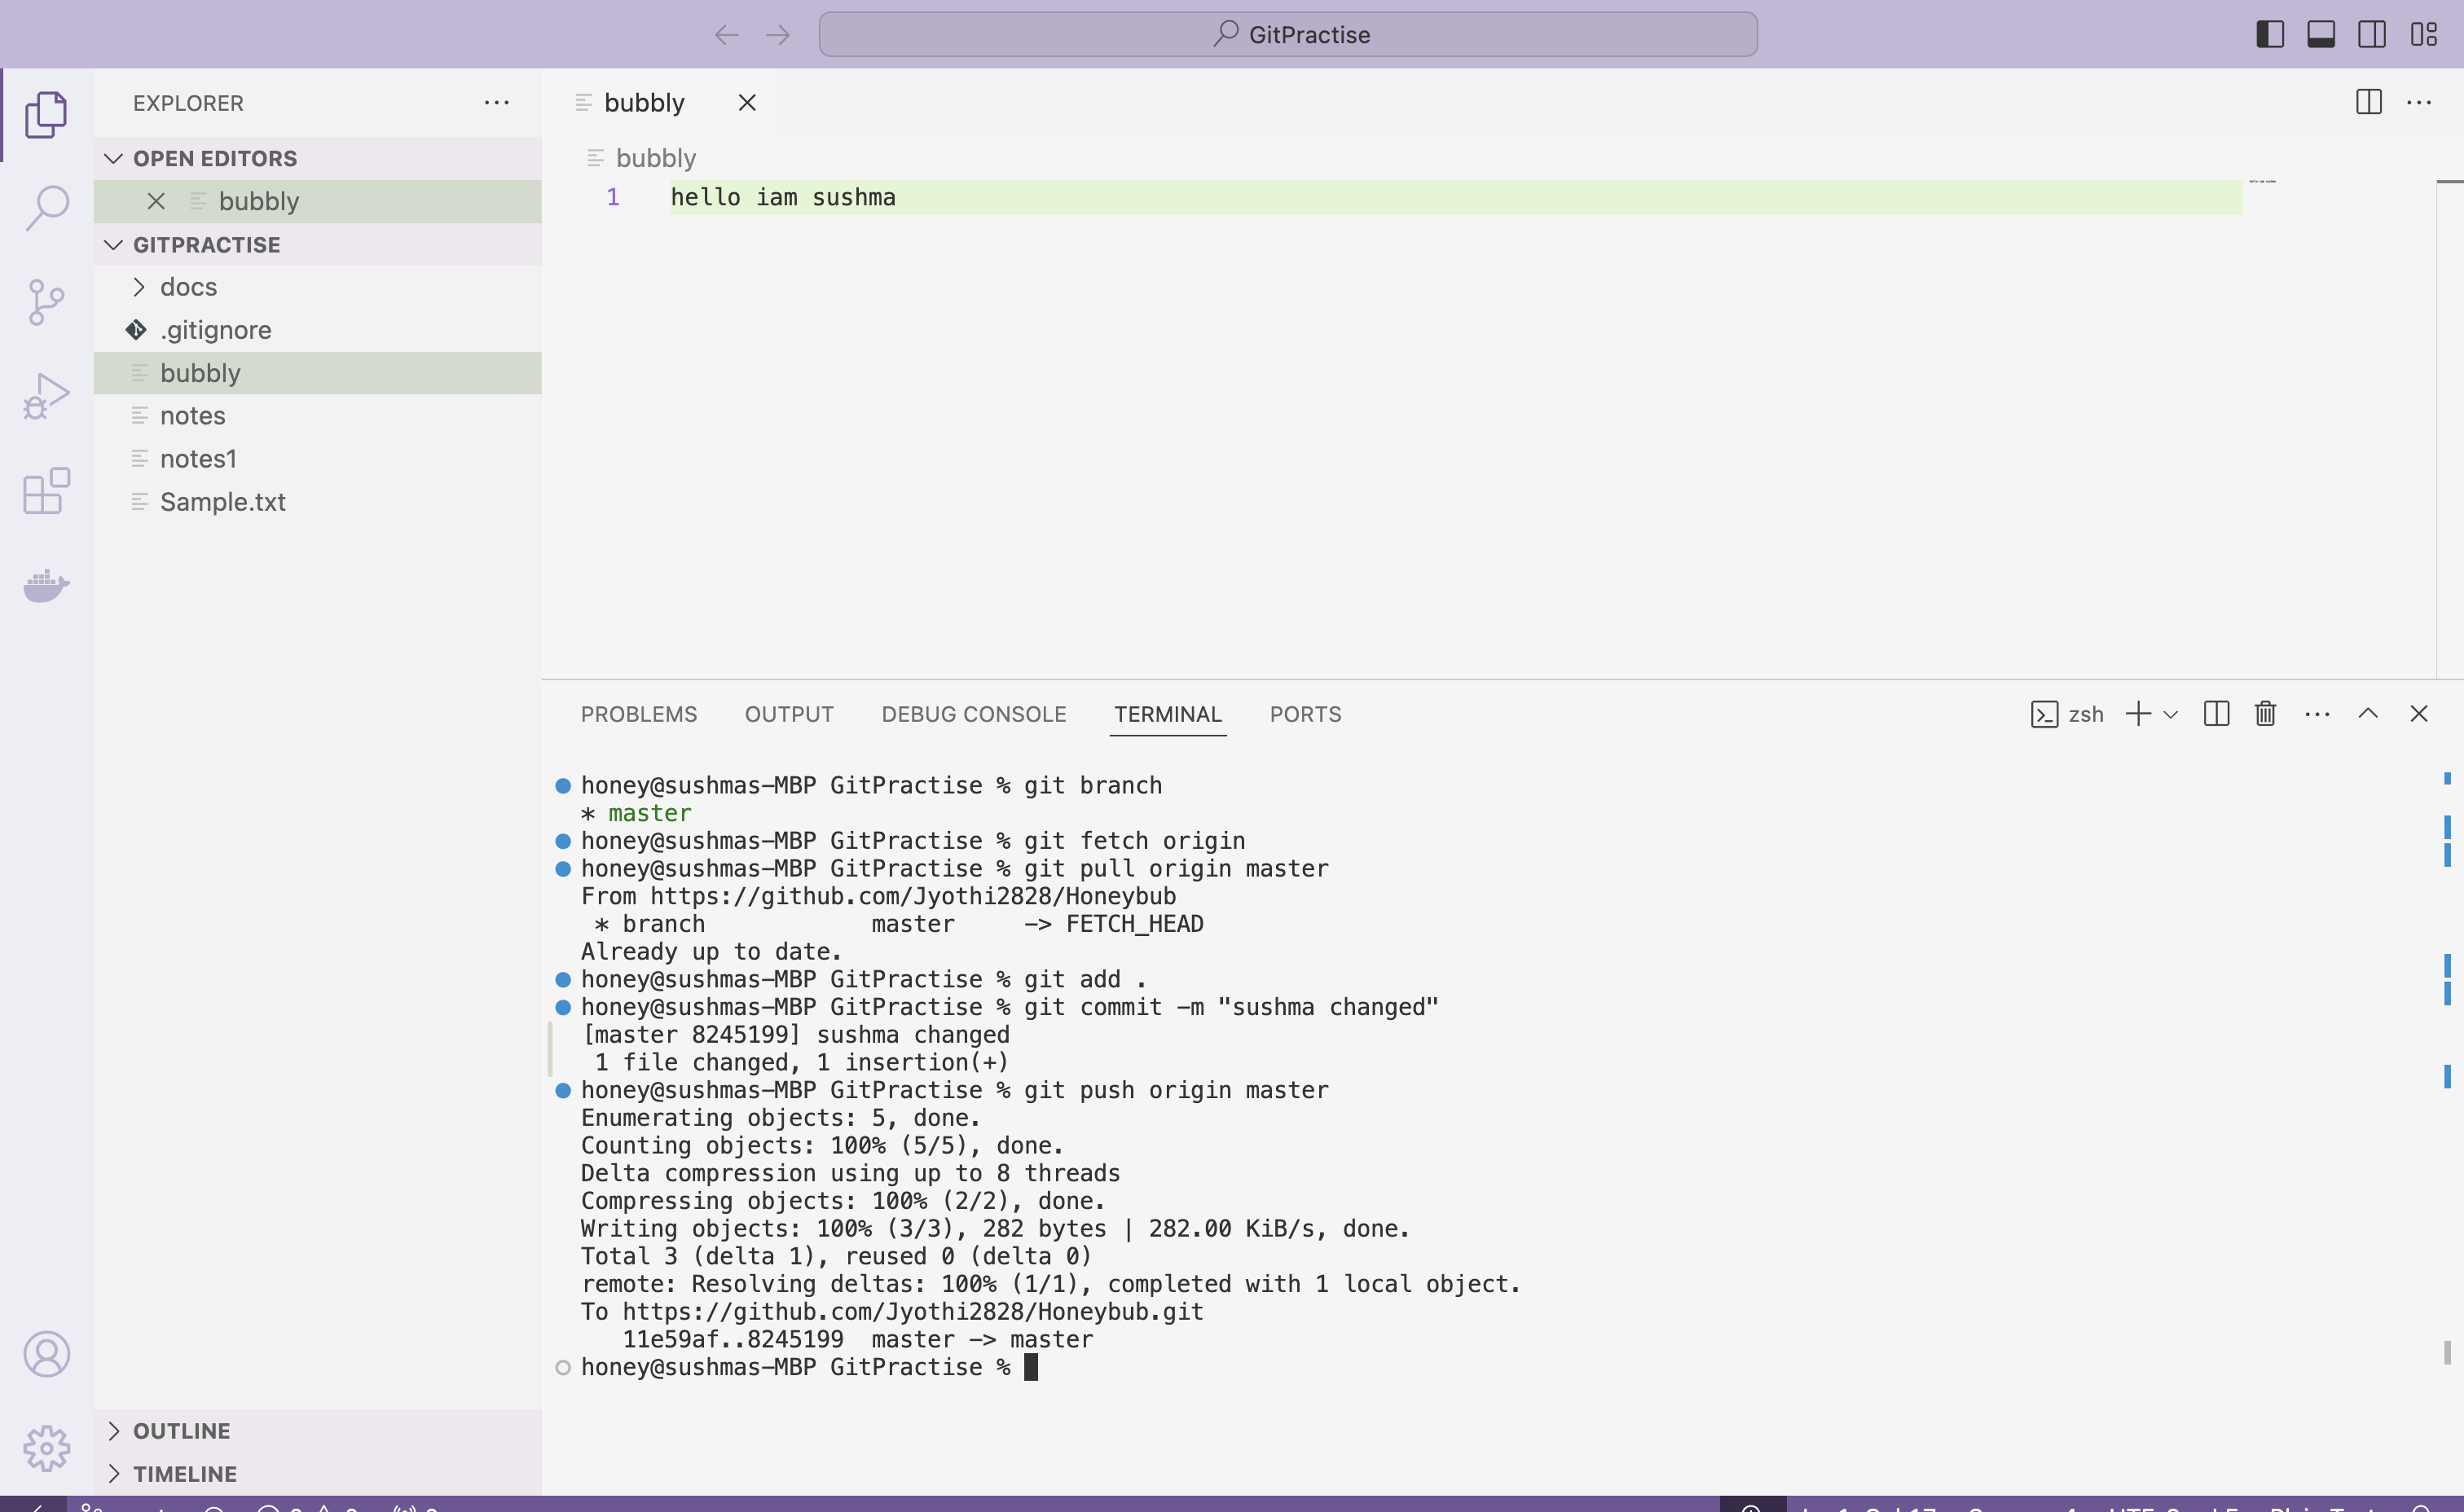 GitPractise
EXPLORER
OPEN EDITORS
bubbly
GITPRACTISE
docs
.gitignore
bubbly
notes
notes1
Sample.txt
OUTLINE
TIMELINE
bubbly
bubbly
1 hello iam sushma
PROBLEMS OUTPUT DEBUG CONSOLE TERMINAL PORTS zsh
honey@sushmas-MBP GitPractise % git branch
* master
honey@sushmas-MBP GitPractise % git fetch origin
honey@sushmas-MBP GitPractise % git pull origin master
From https://github.com/Jyothi2828/Honeybub
* branch master -> FETCH_HEAD
Already up to date.
honey@sushmas-MBP GitPractise % git add .
honey@sushmas-MBP GitPractise % git commit -m "sushma changed"
[master 8245199] sushma changed
1 file changed, 1 insertion(+)
honey@sushmas-MBP GitPractise % git push origin master
Enumerating objects: 5, done.
Counting objects: 100% (5/5), done.
Delta compression using up to 8 threads
Compressing objects: 100% (2/2), done.
Writing objects: 100% (3/3), 282 bytes | 282.00 KiB/s, done.
Total 3 (delta 1), reused 0 (delta 0)
remote: Resolving deltas: 100% (1/1), completed with 1 local object.
To https://github.com/Jyothi2828/Honeybub.git
11e59af..8245199 master -> master
honey@sushmas-MBP GitPractise %